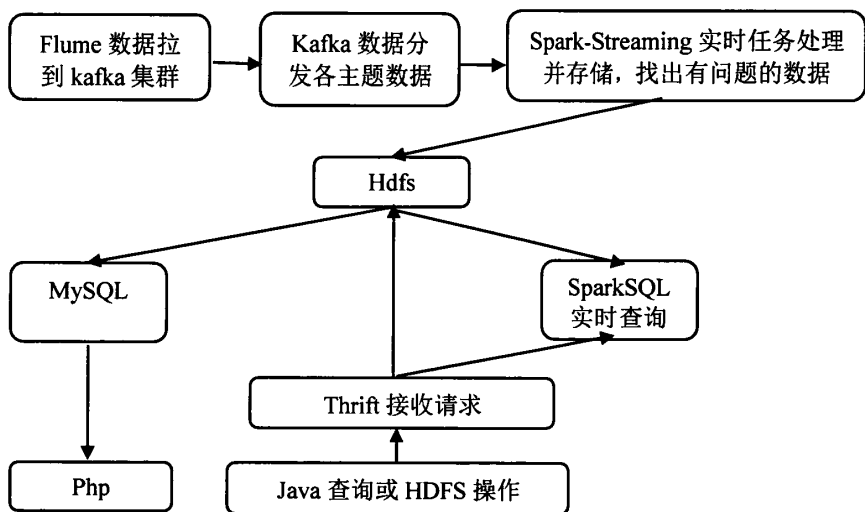 Flume 数据拉
到 kafka 集群
Kafka 数据分
发各主题数据
Spark-Streaming 实时任务处理
并存储，找出有问题的数据
Hdfs
MySQL
SparkSQL
实时查询
Thrift 接收请求
Php
Java 查询或 HDFS 操作